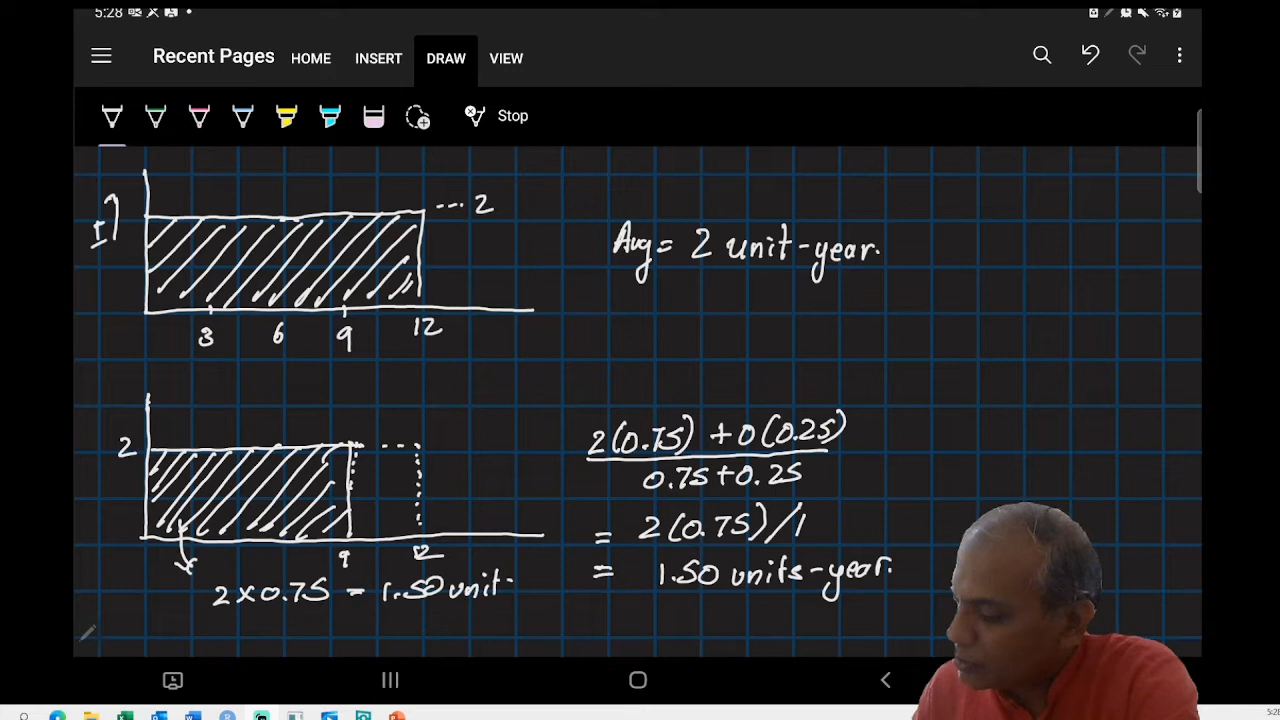 5:28
Recent Pages HOME INSERT DRAW VIEW
Stop
I
--- 2
3 6 9 12
Avg = 2 unit-year.
2
9 12
2 x 0.75 = 1.50 unit-
2(0.75) + 0(0.25)
0.75+0.25
= 2(0.75)/1
= 1.50 units-year.
5:28